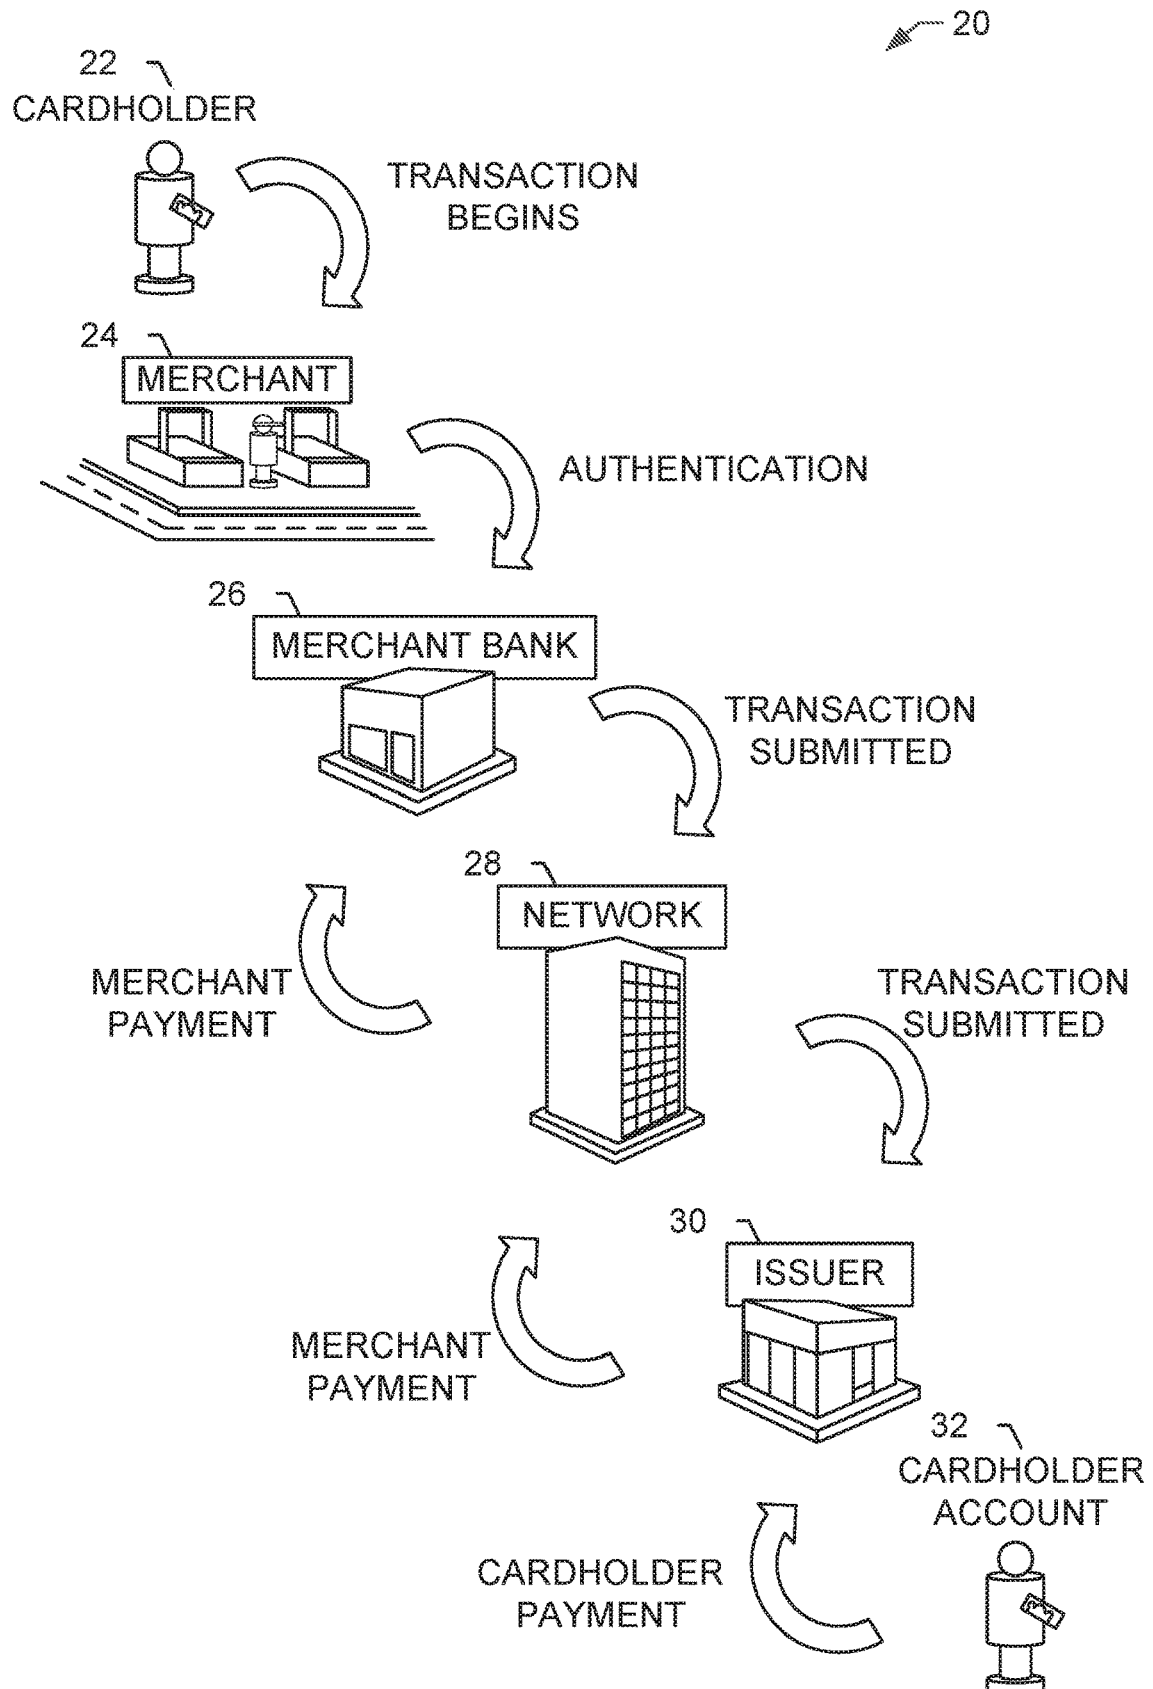 20
22
CARDHOLDER
TRANSACTION
BEGINS
24
MERCHANT
AUTHENTICATION
26
MERCHANT BANK
TRANSACTION
SUBMITTED
28
NETWORK
MERCHANT
PAYMENT
TRANSACTION
SUBMITTED
30
ISSUER
MERCHANT
PAYMENT
32
CARDHOLDER
ACCOUNT
CARDHOLDER
PAYMENT